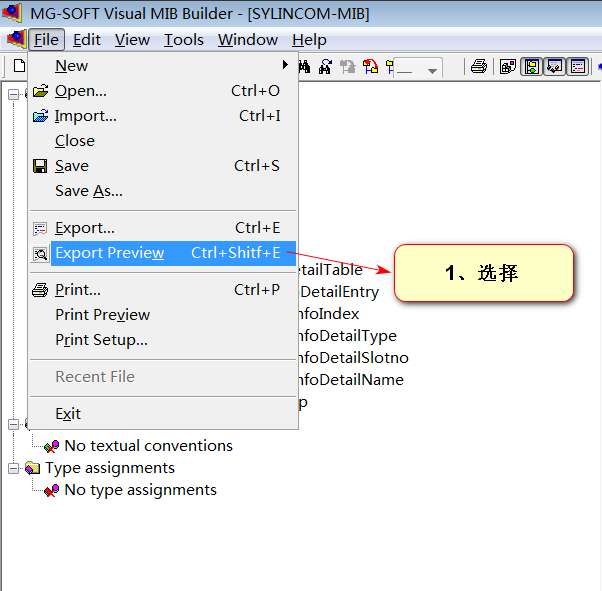 MG-SOFT Visual MIB Builder - [SYLINCOM-MIB]
File Edit View Tools Window Help
New
Open... Ctrl+O
Import... Ctrl+I
Close
Save Ctrl+S
Save As...
Export... Ctrl+E
Export Preview Ctrl+Shitf+E
1、选择
etailTable
Print... Ctrl+P
oDetailEntry
Print Preview
nfoIndex
Print Setup...
nfoDetailType
nfoDetailSlotno
Recent File
nfoDetailName
p
Exit
No textual conventions
Type assignments
No type assignments